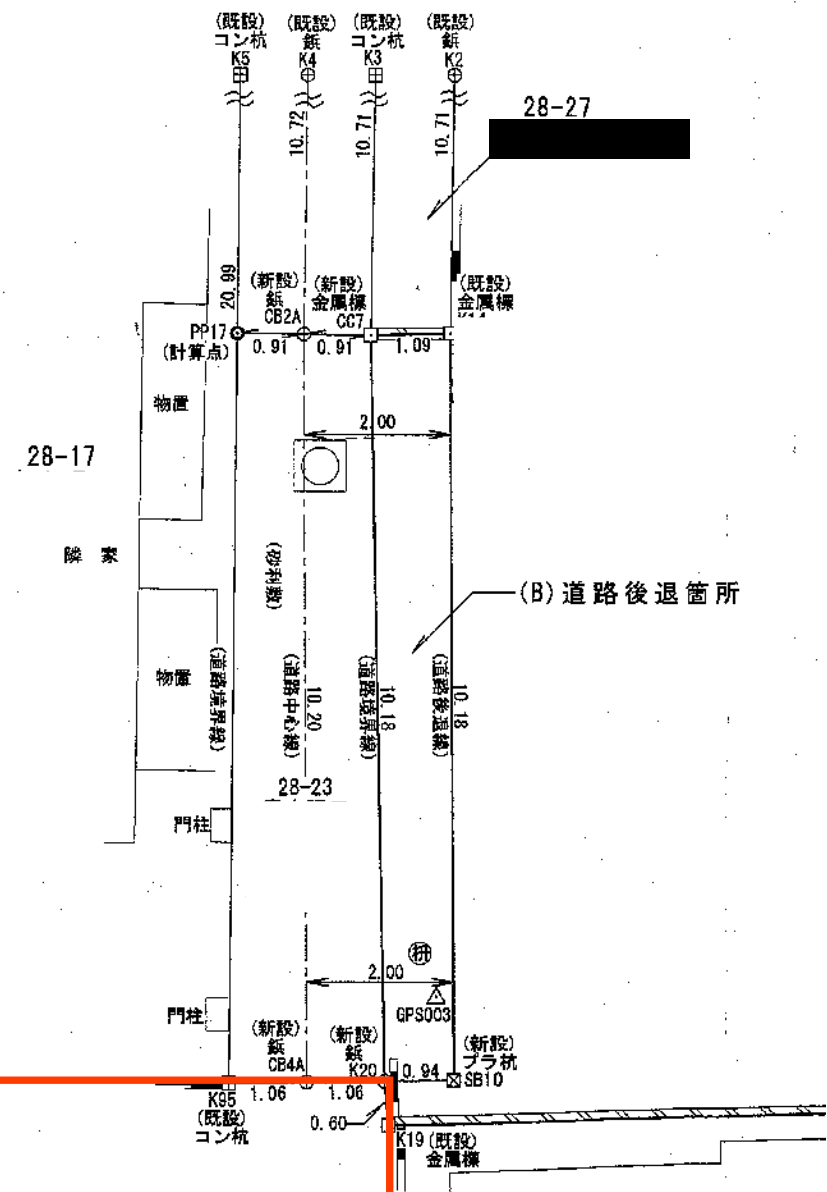 (既設)
コン杭
K5
(既設)
鋲
K4
(既設)
コン杭
K3
(既設)
鋲
K2
10.72
10.71
10.71
28-27
20.99
(新設)
鋲
CB2A
(新設)
金属標
CC7
(既設)
金属標
PP17
(計算点)
0.91
0.91
1.09
物置
2.00
28-17
隣 家
(砂利敷)
(B)道路後退箇所
物置
(道路境界線)
(道路中心線)
10.20
(道路境界線)
10.18
(道路後退線)
10.18
28-23
門柱
枡
2.00
GPS003
門柱
(新設)
鋲
CB4A
(新設)
鋲
K20
0.94
(新設)
プラ杭
SB10
K95
(既設)
コン杭
1.06
1.06
0.60
K19 (既設)
金属標